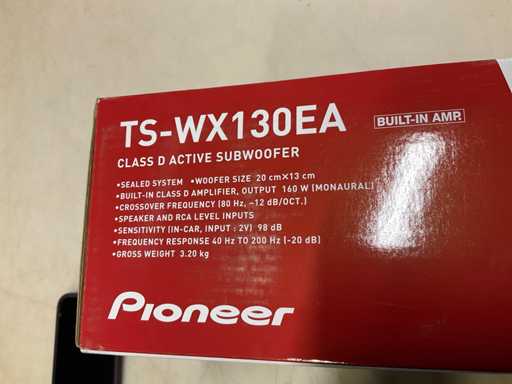 TS-WX130EA
BUILT-IN AMP.
CLASS D ACTIVE SUBWOOFER
•SEALED SYSTEM •WOOFER SIZE 20 cm×13 cm
•BUILT-IN CLASS D AMPLIFIER, OUTPUT 160 W (MONAURAL)
•CROSSOVER FREQUENCY (80 Hz, -12 dB/OCT.)
•SPEAKER AND RCA LEVEL INPUTS
•SENSITIVITY (IN-CAR, INPUT : 2V) 98 dB
•FREQUENCY RESPONSE 40 Hz TO 200 Hz (-20 dB)
•GROSS WEIGHT 3.20 kg
Pioneer